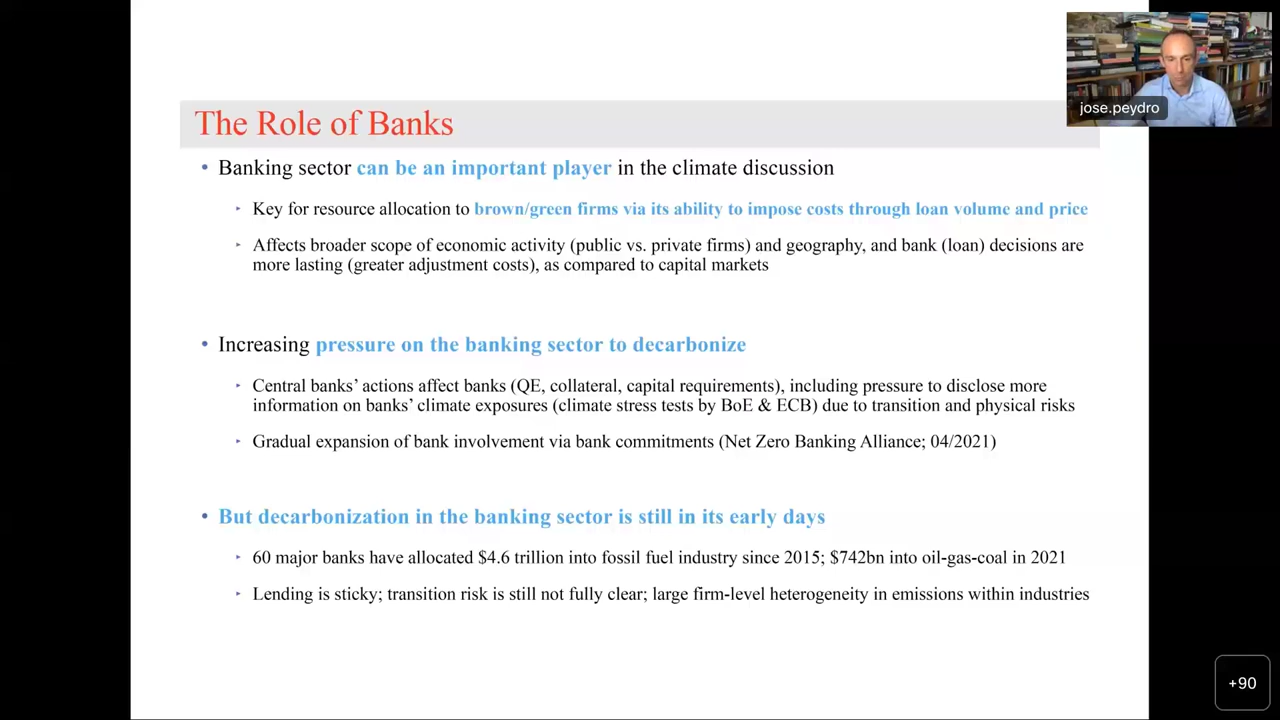 jose.peydro
The Role of Banks
• Banking sector can be an important player in the climate discussion
‣ Key for resource allocation to brown/green firms via its ability to impose costs through loan volume and price
‣ Affects broader scope of economic activity (public vs. private firms) and geography, and bank (loan) decisions are
more lasting (greater adjustment costs), as compared to capital markets
• Increasing pressure on the banking sector to decarbonize
‣ Central banks’ actions affect banks (QE, collateral, capital requirements), including pressure to disclose more
information on banks’ climate exposures (climate stress tests by BoE & ECB) due to transition and physical risks
‣ Gradual expansion of bank involvement via bank commitments (Net Zero Banking Alliance; 04/2021)
• But decarbonization in the banking sector is still in its early days
‣ 60 major banks have allocated $4.6 trillion into fossil fuel industry since 2015; $742bn into oil-gas-coal in 2021
‣ Lending is sticky; transition risk is still not fully clear; large firm-level heterogeneity in emissions within industries
+90